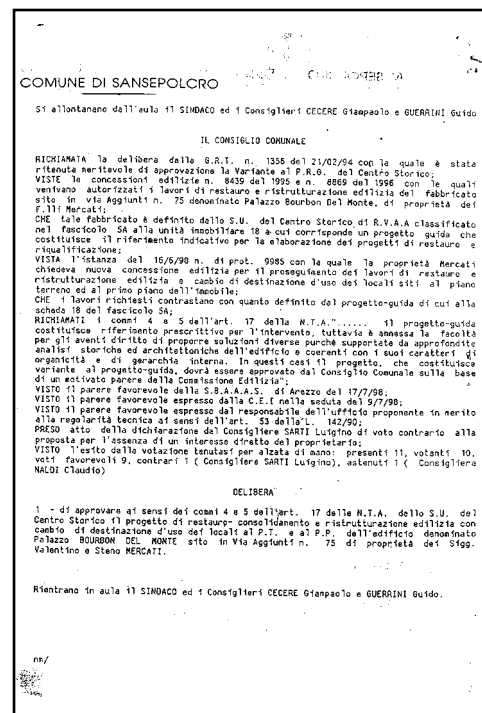 COMUNE DI SANSEPOLCRO
Si allontanano dall'aula il SINDACO ed i Consiglieri CECERE Giampaolo e GUERRINI Guido
IL CONSIGLIO COMUNALE
RICHIAMATA la delibera della G.R.T. n. 1356 del 21/02/94 con la quale è stata
ritenuta meritevole di approvazione la Variante al P.R.G. del Centro Storico;
VISTE le concessioni edilizie n. 8439 del 1995 e n. 8869 del 1996 con le quali
venivano autorizzati i lavori di restauro e ristrutturazione edilizia del fabbricato
sito in via Aggiunti n. 75 denominato Palazzo Bourbon Del Monte, di proprietà dei
F.lli Mercati;
CHE tale fabbricato è definito dallo S.U. del Centro Storico di R.V.A.A classificato
nel fascicolo 5A alla unità immobiliare 18 a cui corrisponde un progetto guida che
costituisce il riferimento indicativo per la elaborazione dei progetti di restauro e
riqualificazione;
VISTA l'istanza del 16/6/98 n. di prot. 9985 con la quale la proprietà Mercati
chiedeva nuova concessione edilizia per il proseguimento dei lavori di restauro e
ristrutturazione edilizia e cambio di destinazione d'uso dei locali siti al piano
terreno ed al primo piano dell'immobile;
CHE i lavori richiesti contrastano con quanto definito dal progetto-guida di cui alla
scheda 18 del fascicolo 5A;
RICHIAMATI i commi 4 e 5 dell'art. 17 della N.T.A."...... il progetto-guida
costituisce riferimento prescrittivo per l'intervento, tuttavia è annessa la facoltà
per gli aventi diritto di proporre soluzioni diverse purchè supportate da approfondite
analisi storiche ed architettoniche dell'edificio e coerenti con i suoi caratteri di
organicità e di gerarchia interna. In questi casi il progetto, che costituisce
variante al progetto-guida, dovrà essere approvato dal Consiglio Comunale sulla base
di un motivato parere della Commissione Edilizia";
VISTO il parere favorevole della S.B.A.A.A.S. di Arezzo del 17/7/98;
VISTO il parere favorevole espresso dalla C.E.I nella seduta del 9/7/98;
VISTO il parere favorevole espresso dal responsabile dell'ufficio proponente in merito
alla regolarità tecnica ai sensi dell'art. 53 della L. 142/90;
PRESO atto della dichiarazione del Consigliere SARTI Luigino di voto contrario alla
proposta per l'assenza di un interesse diretto del proprietario;
VISTO l'esito della votazione tenutasi per alzata di mano: presenti 11, votanti 10,
voti favorevoli 9, contrari 1 ( Consigliere SARTI Luigino), astenuti 1 ( Consigliera
NALDI Claudio)
DELIBERA
1 - di approvare ai sensi dei commi 4 e 5 dell'art. 17 delle N.T.A. dello S.U. del
Centro Storico il progetto di restauro- consolidamento e ristrutturazione edilizia con
cambio di destinazione d'uso dei locali al P.T. e al P.P. dell'edificio denominato
Palazzo BOURBON DEL MONTE sito in Via Aggiunti n. 75 di proprietà dei Sigg.
Valentino e Steno MERCATI.
Rientrano in aula il SINDACO ed i Consiglieri CECERE Giampaolo e GUERRINI Guido.
nm/